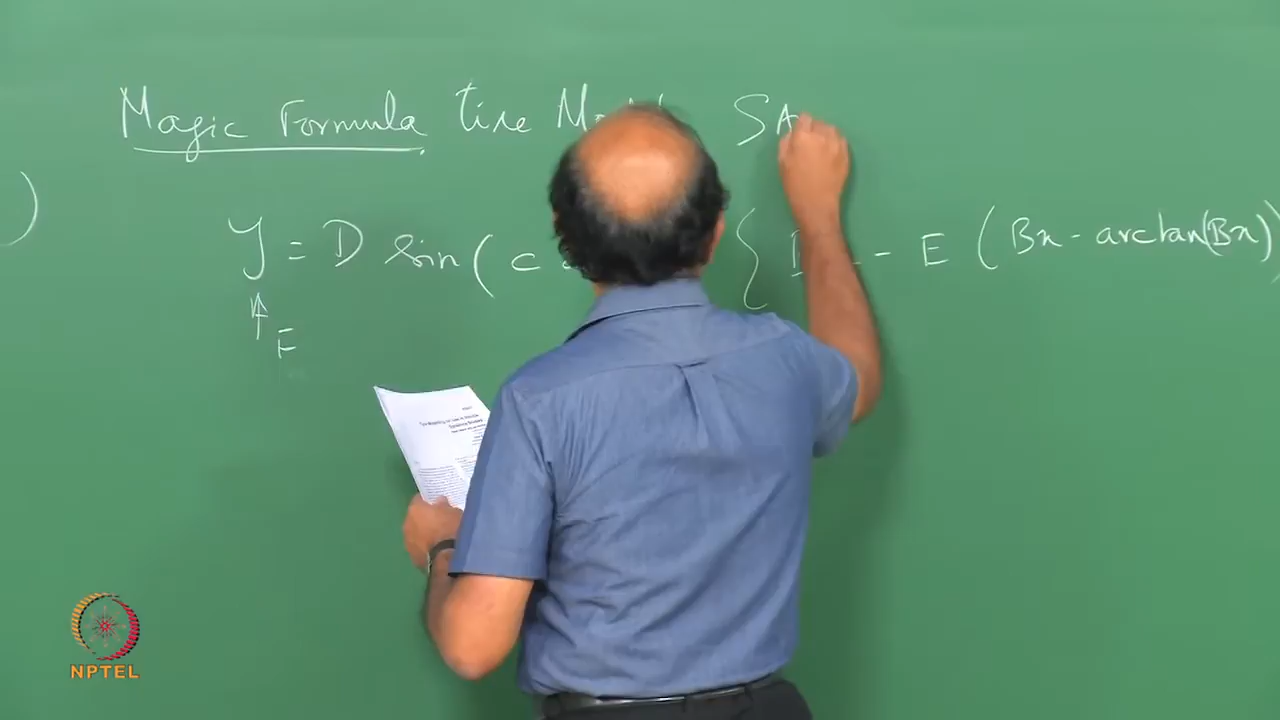 Magic Formula tire SA
)
y = D sin ( c { - E ( Bx - arctan(Bx) )
F
NPTEL